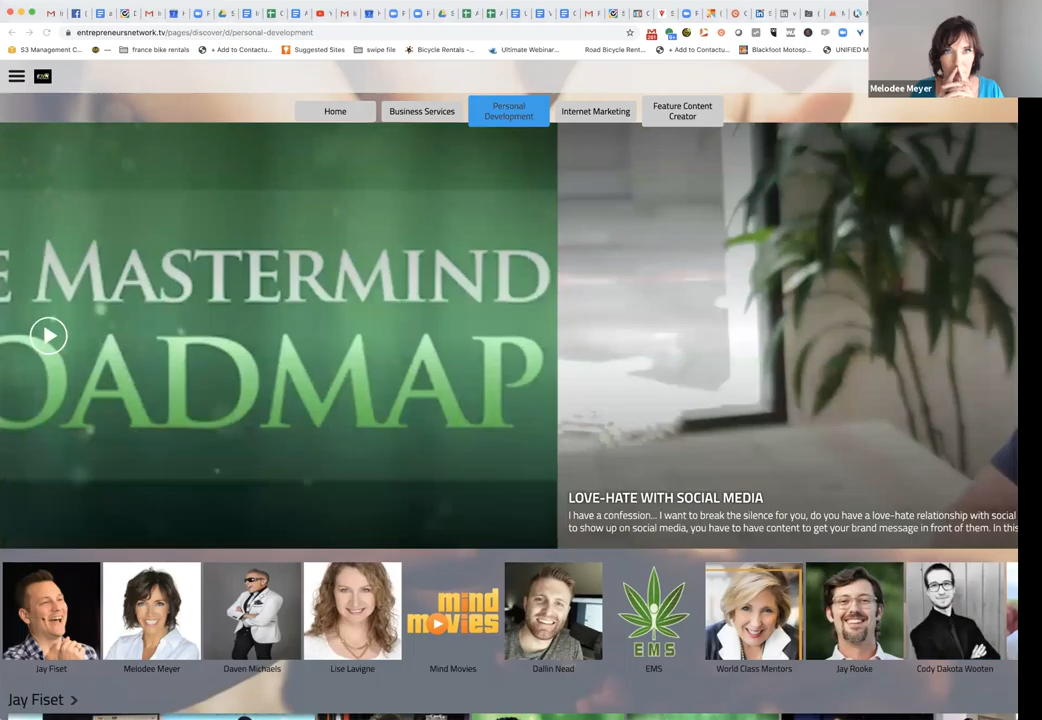 entrepreneursnetwork.tv/pages/discover/d/personal-development
S3 Management C...
france bike rentals
+ Add to Contactu...
Suggested Sites
swipe file
Bicycle Rentals -...
Ultimate Webinar...
Road Bicycle Rent...
+ Add to Contactu...
Blackfoot Motosp...
UNIFIED M
Melodee Meyer
Home
Business Services
Personal
Development
Internet Marketing
Feature Content
Creator
E MASTERMIND
OADMAP
LOVE-HATE WITH SOCIAL MEDIA
I have a confession... I want to break the silence for you, do you have a love-hate relationship with social
to show up on social media, you have to have content to get your brand message in front of them. In this
mind
movies
EMS
Jay Fiset
Melodee Meyer
Daven Michaels
Lise Lavigne
Mind Movies
Dallin Nead
EMS
World Class Mentors
Jay Rooke
Cody Dakota Wooten
Jay Fiset >